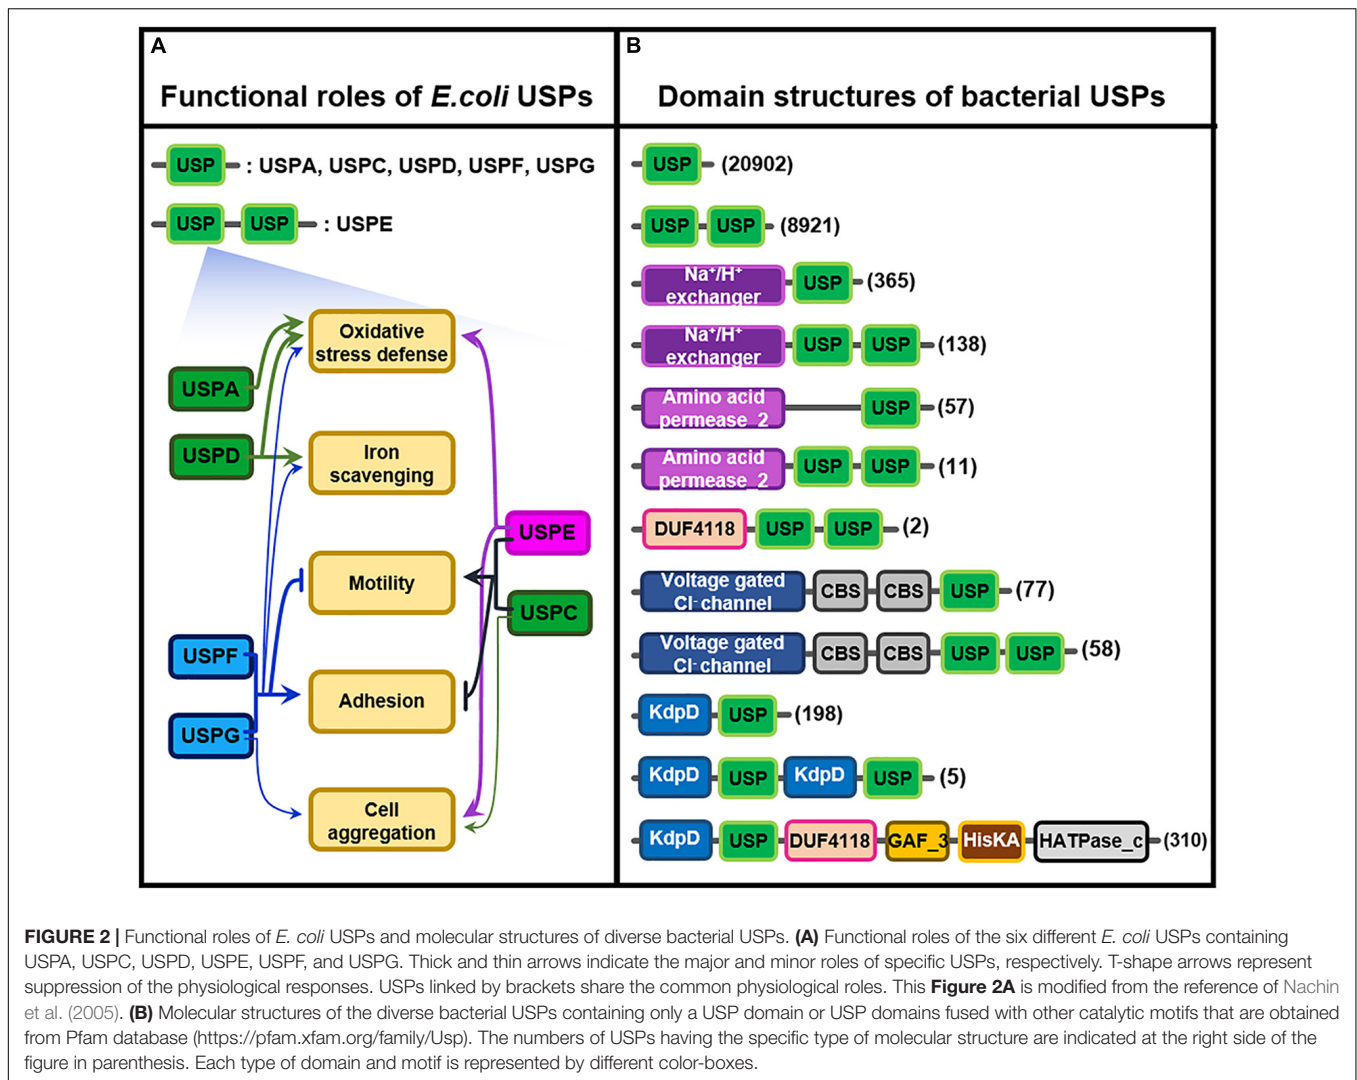 A
Functional roles of E.coli USPs
USP : USPA, USPC, USPD, USPF, USPG
USP USP : USPE
Oxidative
stress defense
USPA
USPD
Iron
scavenging
USPE
Motility
USPC
USPF
Adhesion
USPG
Cell
aggregation
B
Domain structures of bacterial USPs
USP (20902)
USP USP (8921)
Na⁺/H⁺
exchanger USP (365)
Na⁺/H⁺
exchanger USP USP (138)
Amino acid
permease_2 USP (57)
Amino acid
permease_2 USP USP (11)
DUF4118 USP USP (2)
Voltage gated
Cl⁻ channel CBS CBS USP (77)
Voltage gated
Cl⁻ channel CBS CBS USP USP (58)
KdpD USP (198)
KdpD USP KdpD USP (5)
KdpD USP DUF4118 GAF_3 HisKA HATPase_c (310)
FIGURE 2 | Functional roles of E. coli USPs and molecular structures of diverse bacterial USPs. (A) Functional roles of the six different E. coli USPs containing
USPA, USPC, USPD, USPE, USPF, and USPG. Thick and thin arrows indicate the major and minor roles of specific USPs, respectively. T-shape arrows represent
suppression of the physiological responses. USPs linked by brackets share the common physiological roles. This Figure 2A is modified from the reference of Nachin
et al. (2005). (B) Molecular structures of the diverse bacterial USPs containing only a USP domain or USP domains fused with other catalytic motifs that are obtained
from Pfam database (https://pfam.xfam.org/family/Usp). The numbers of USPs having the specific type of molecular structure are indicated at the right side of the
figure in parenthesis. Each type of domain and motif is represented by different color-boxes.